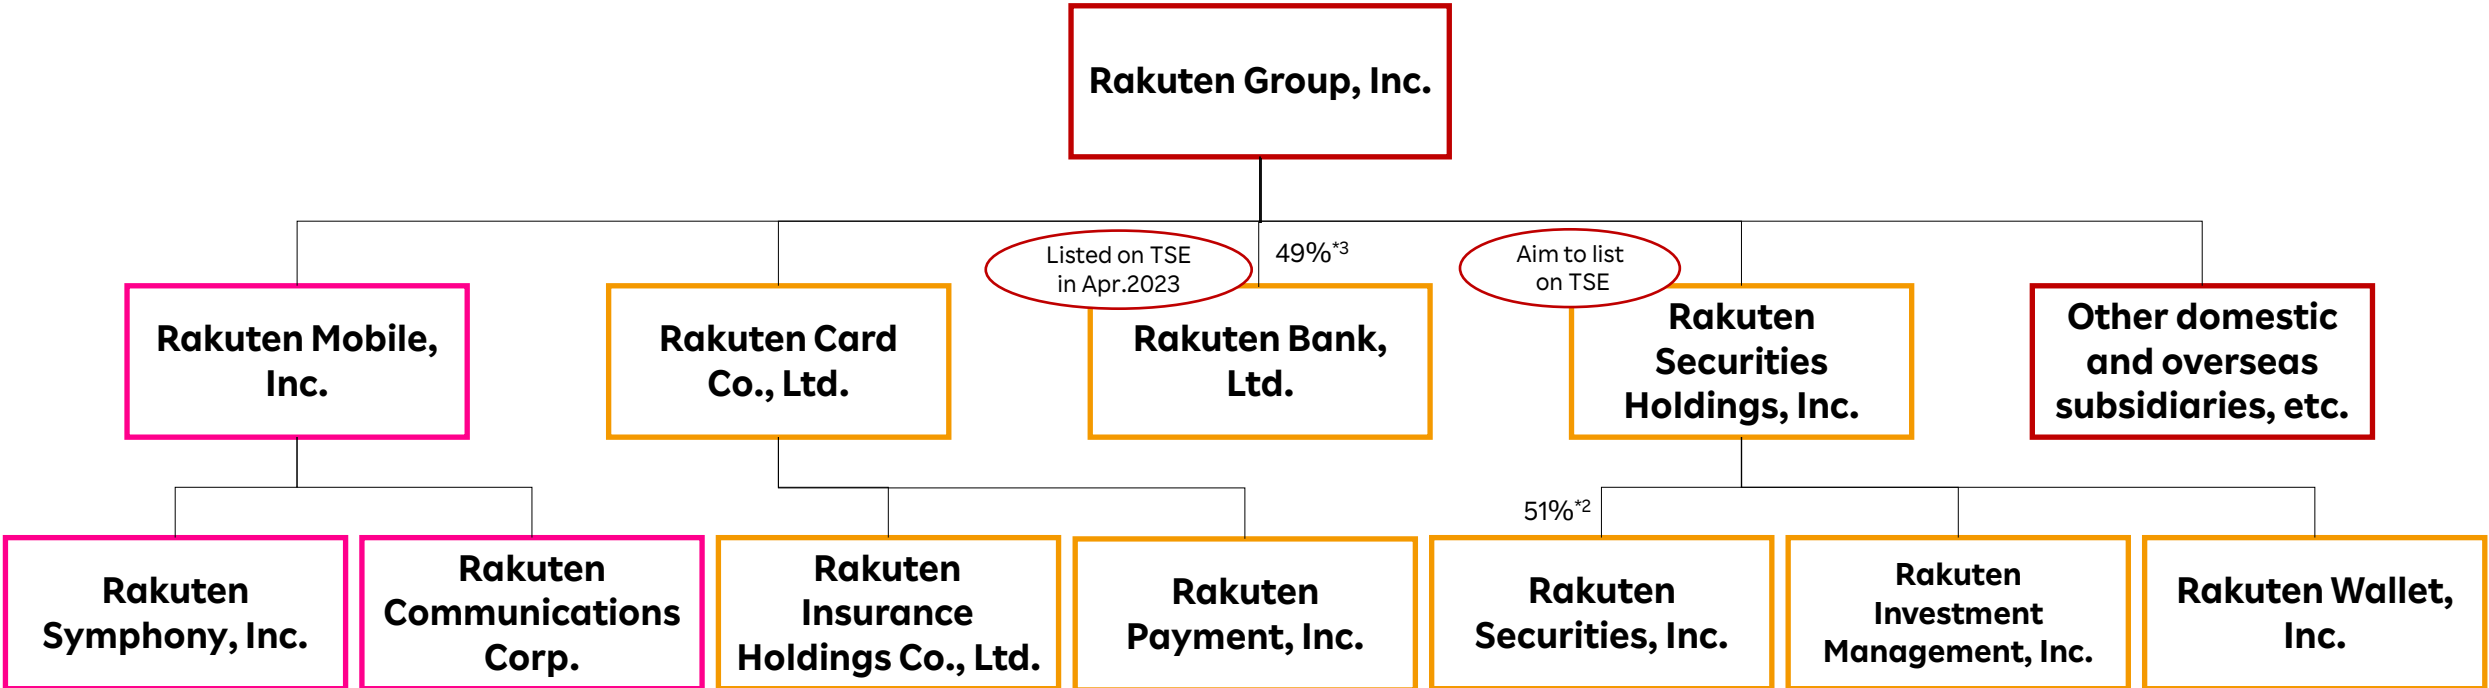 Rakuten Group, Inc.
Listed on TSE
in Apr.2023
49%*3
Aim to list
on TSE
Rakuten Mobile,
Inc.
Rakuten Card
Co., Ltd.
Rakuten Bank,
Ltd.
Rakuten
Securities
Holdings, Inc.
Other domestic
and overseas
subsidiaries, etc.
51%*2
Rakuten
Symphony, Inc.
Rakuten
Communications
Corp.
Rakuten
Insurance
Holdings Co., Ltd.
Rakuten
Payment, Inc.
Rakuten
Securities, Inc.
Rakuten
Investment
Management, Inc.
Rakuten Wallet,
Inc.